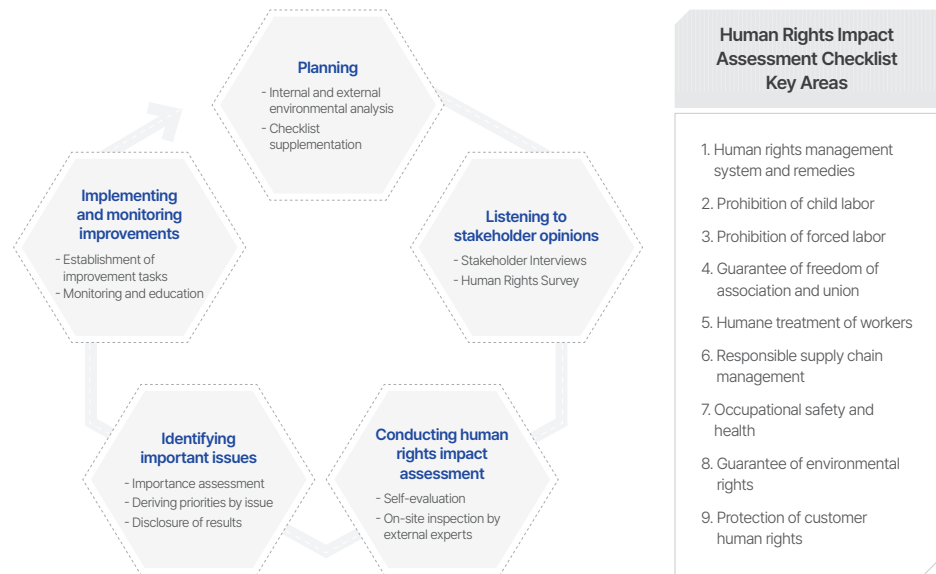 Planning
- Internal and external
environmental analysis
- Checklist
supplementation
Listening to
stakeholder opinions
- Stakeholder Interviews
- Human Rights Survey
Conducting human
rights impact
assessment
- Self-evaluation
- On-site inspection by
external experts
Identifying
important issues
- Importance assessment
- Deriving priorities by issue
- Disclosure of results
Implementing
and monitoring
improvements
- Establishment of
improvement tasks
- Monitoring and education
Human Rights Impact
Assessment Checklist
Key Areas
1. Human rights management
system and remedies
2. Prohibition of child labor
3. Prohibition of forced labor
4. Guarantee of freedom of
association and union
5. Humane treatment of workers
6. Responsible supply chain
management
7. Occupational safety and
health
8. Guarantee of environmental
rights
9. Protection of customer
human rights